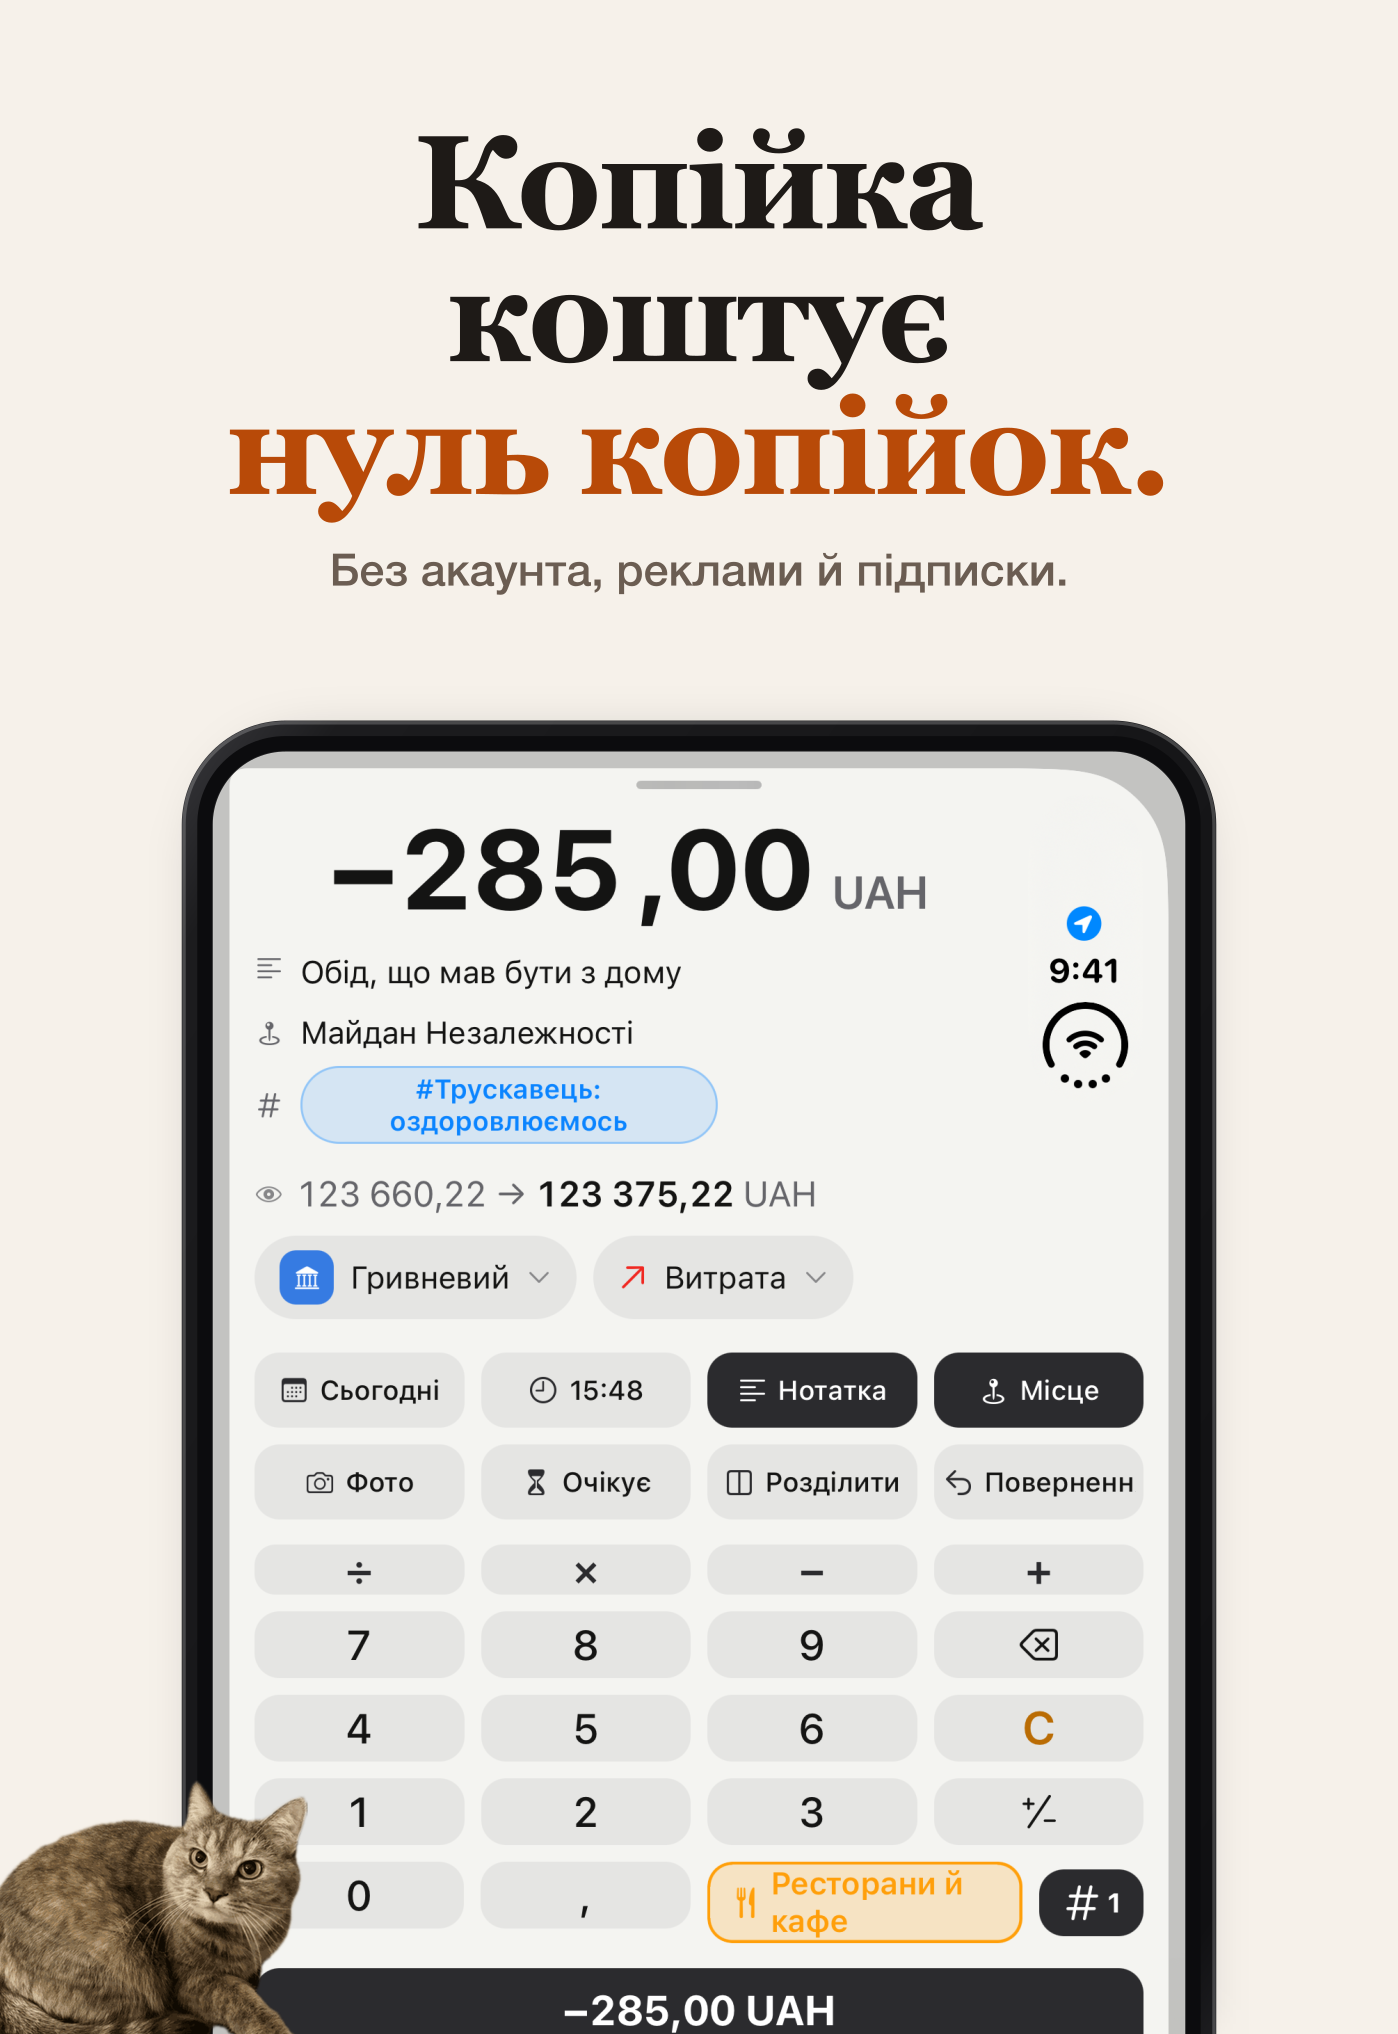 Копійка
коштує
нуль копійок.
Без акаунта, реклами й підписки.
−285,00 UAH
9:41
Обід, що мав бути з дому
Майдан Незалежності
# #Трускавець:
оздоровлюємось
123 660,22 → 123 375,22 UAH
Гривневий Витрата
Сьогодні 15:48 Нотатка Місце
Фото Очікує Розділити Поверненн
÷ × − +
7 8 9
4 5 6 C
1 2 3 +/−
0 , Ресторани й
кафе
# 1
−285,00 UAH